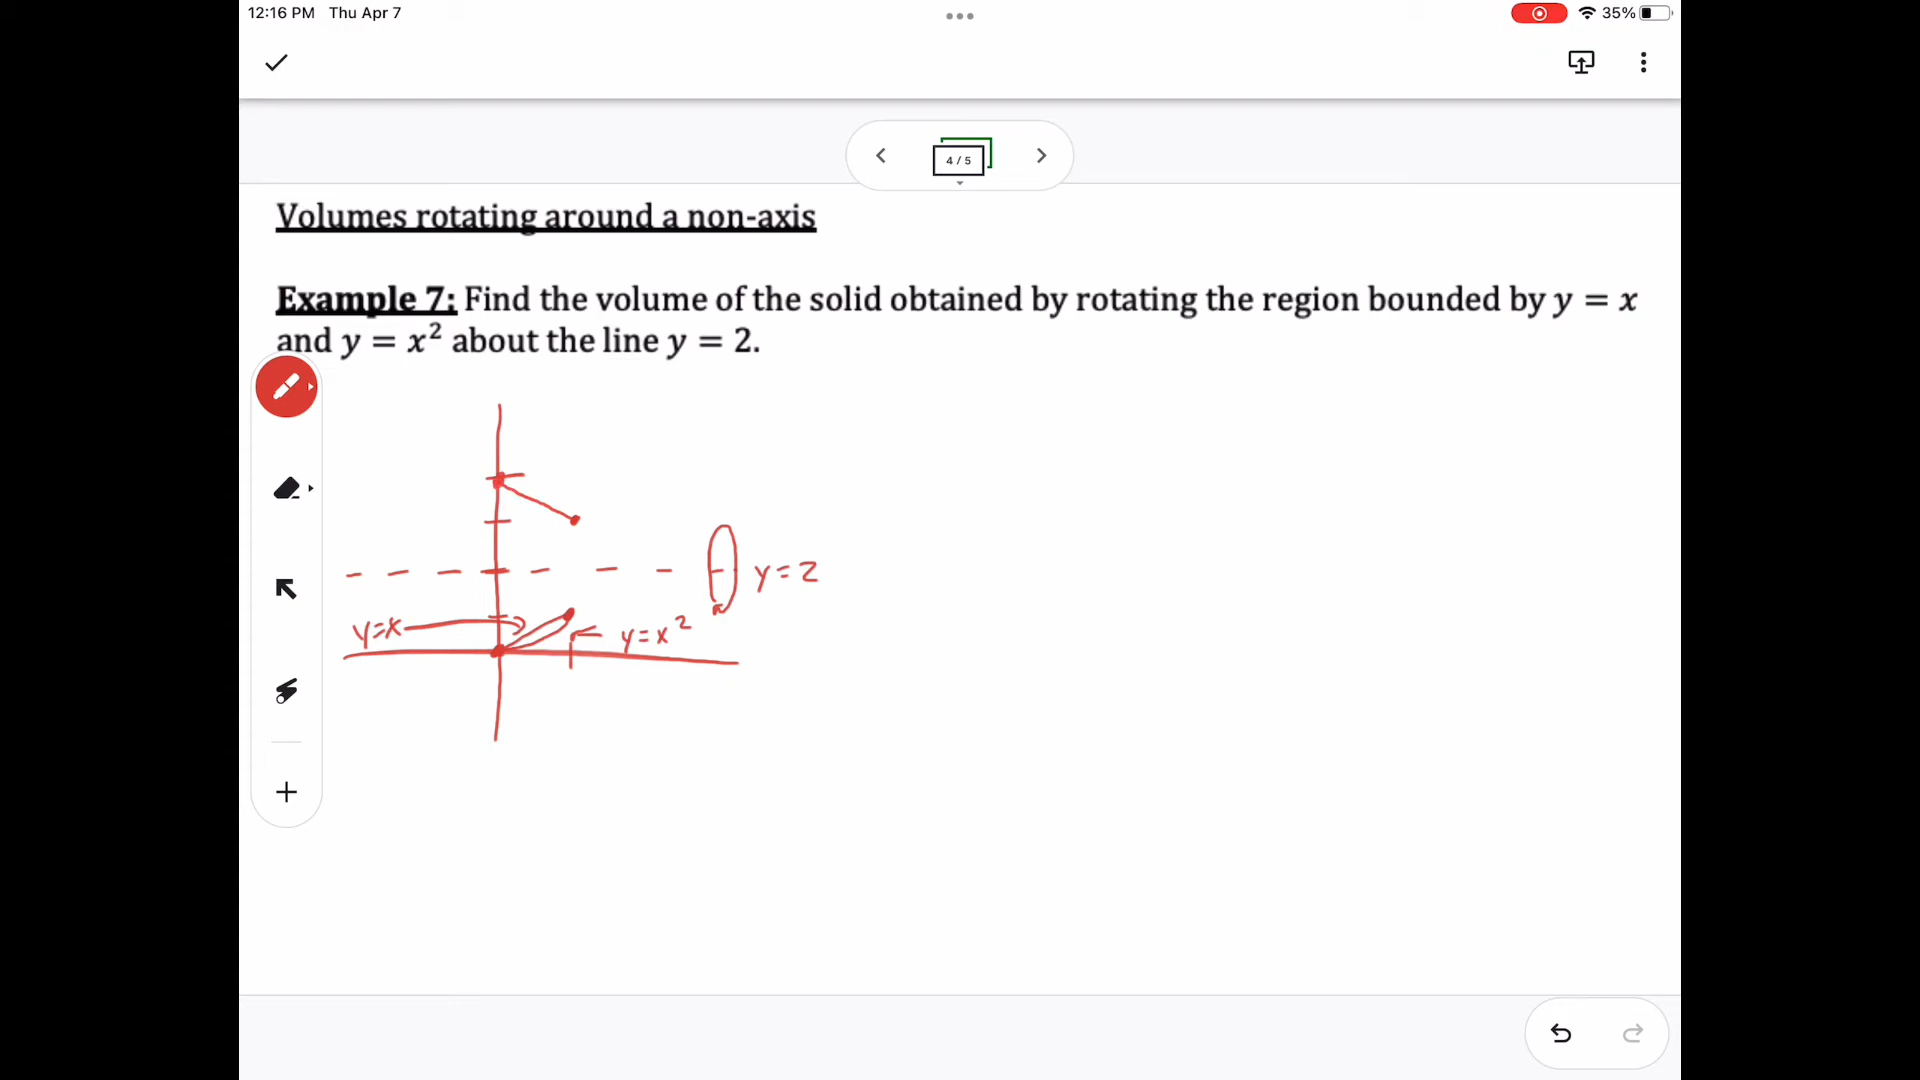 12:16 PM Thu Apr 7
35%
4 / 5
Volumes rotating around a non-axis
Example 7: Find the volume of the solid obtained by rotating the region bounded by y = x
and y = x² about the line y = 2.
y=2
y=x
y=x²